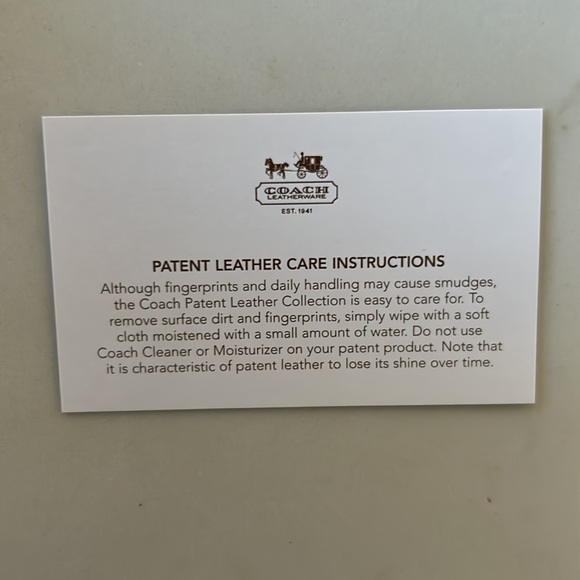 COACH
LEATHERWARE
EST. 1941
PATENT LEATHER CARE INSTRUCTIONS
Although fingerprints and daily handling may cause smudges,
the Coach Patent Leather Collection is easy to care for. To
remove surface dirt and fingerprints, simply wipe with a soft
cloth moistened with a small amount of water. Do not use
Coach Cleaner or Moisturizer on your patent product. Note that
it is characteristic of patent leather to lose its shine over time.